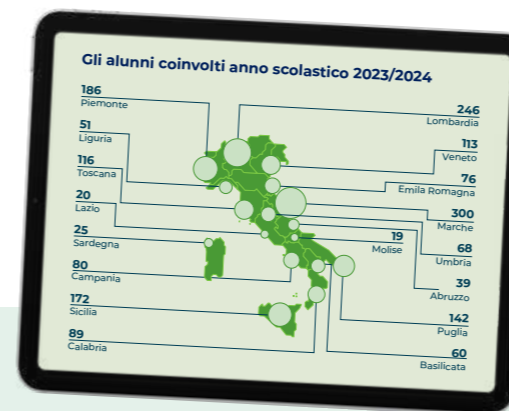 Gli alunni coinvolti anno scolastico 2023/2024
186
Piemonte
51
Liguria
116
Toscana
20
Lazio
25
Sardegna
80
Campania
172
Sicilia
89
Calabria
246
Lombardia
113
Veneto
76
Emila Romagna
300
Marche
19
Molise
68
Umbria
39
Abruzzo
142
Puglia
60
Basilicata